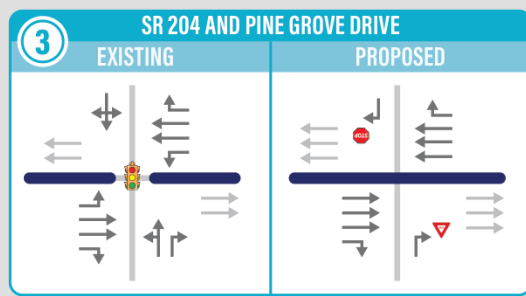 3
SR 204 AND PINE GROVE DRIVE
EXISTING
PROPOSED
STOP